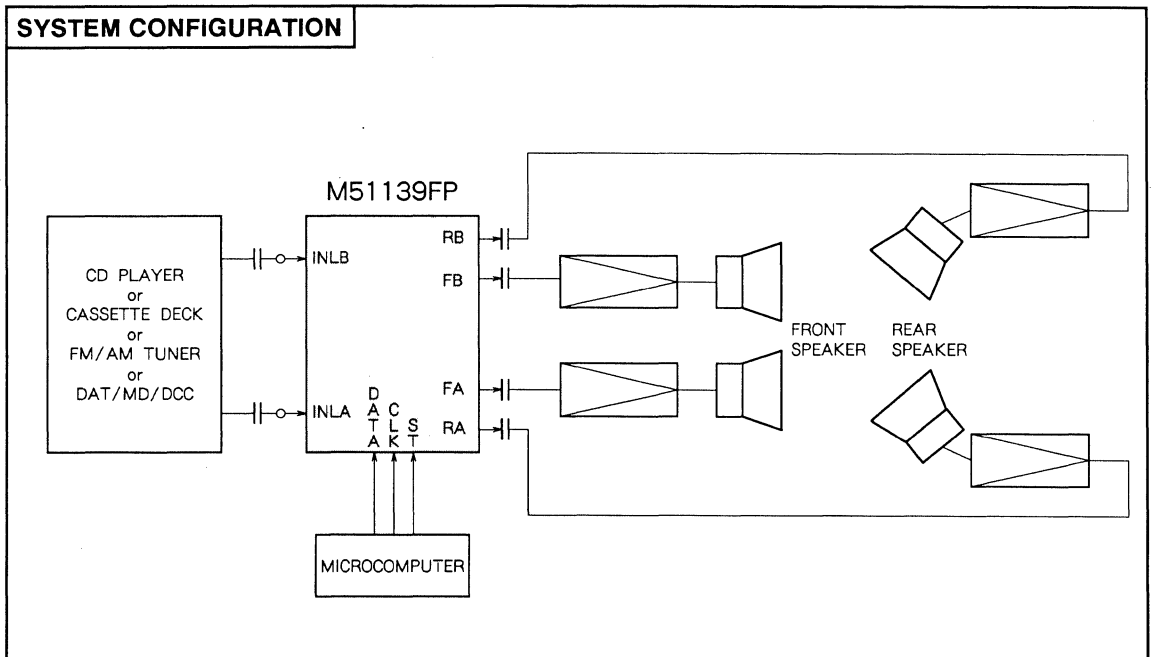 SYSTEM CONFIGURATION
M51139FP
CD PLAYER
or
CASSETTE DECK
or
FM/AM TUNER
or
DAT/MD/DCC
INLB
INLA
DATA
CLK
ST
RB
FB
FA
RA
FRONT
SPEAKER
REAR
SPEAKER
MICROCOMPUTER